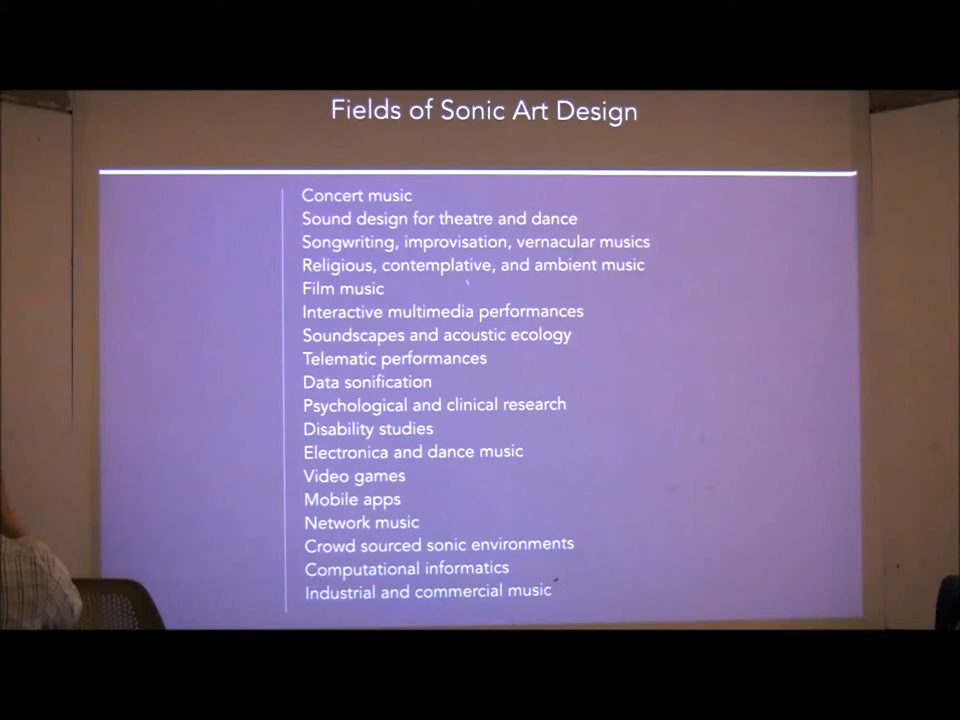 Fields of Sonic Art Design
Concert music
Sound design for theatre and dance
Songwriting, improvisation, vernacular musics
Religious, contemplative, and ambient music
Film music
Interactive multimedia performances
Soundscapes and acoustic ecology
Telematic performances
Data sonification
Psychological and clinical research
Disability studies
Electronica and dance music
Video games
Mobile apps
Network music
Crowd sourced sonic environments
Computational informatics
Industrial and commercial music